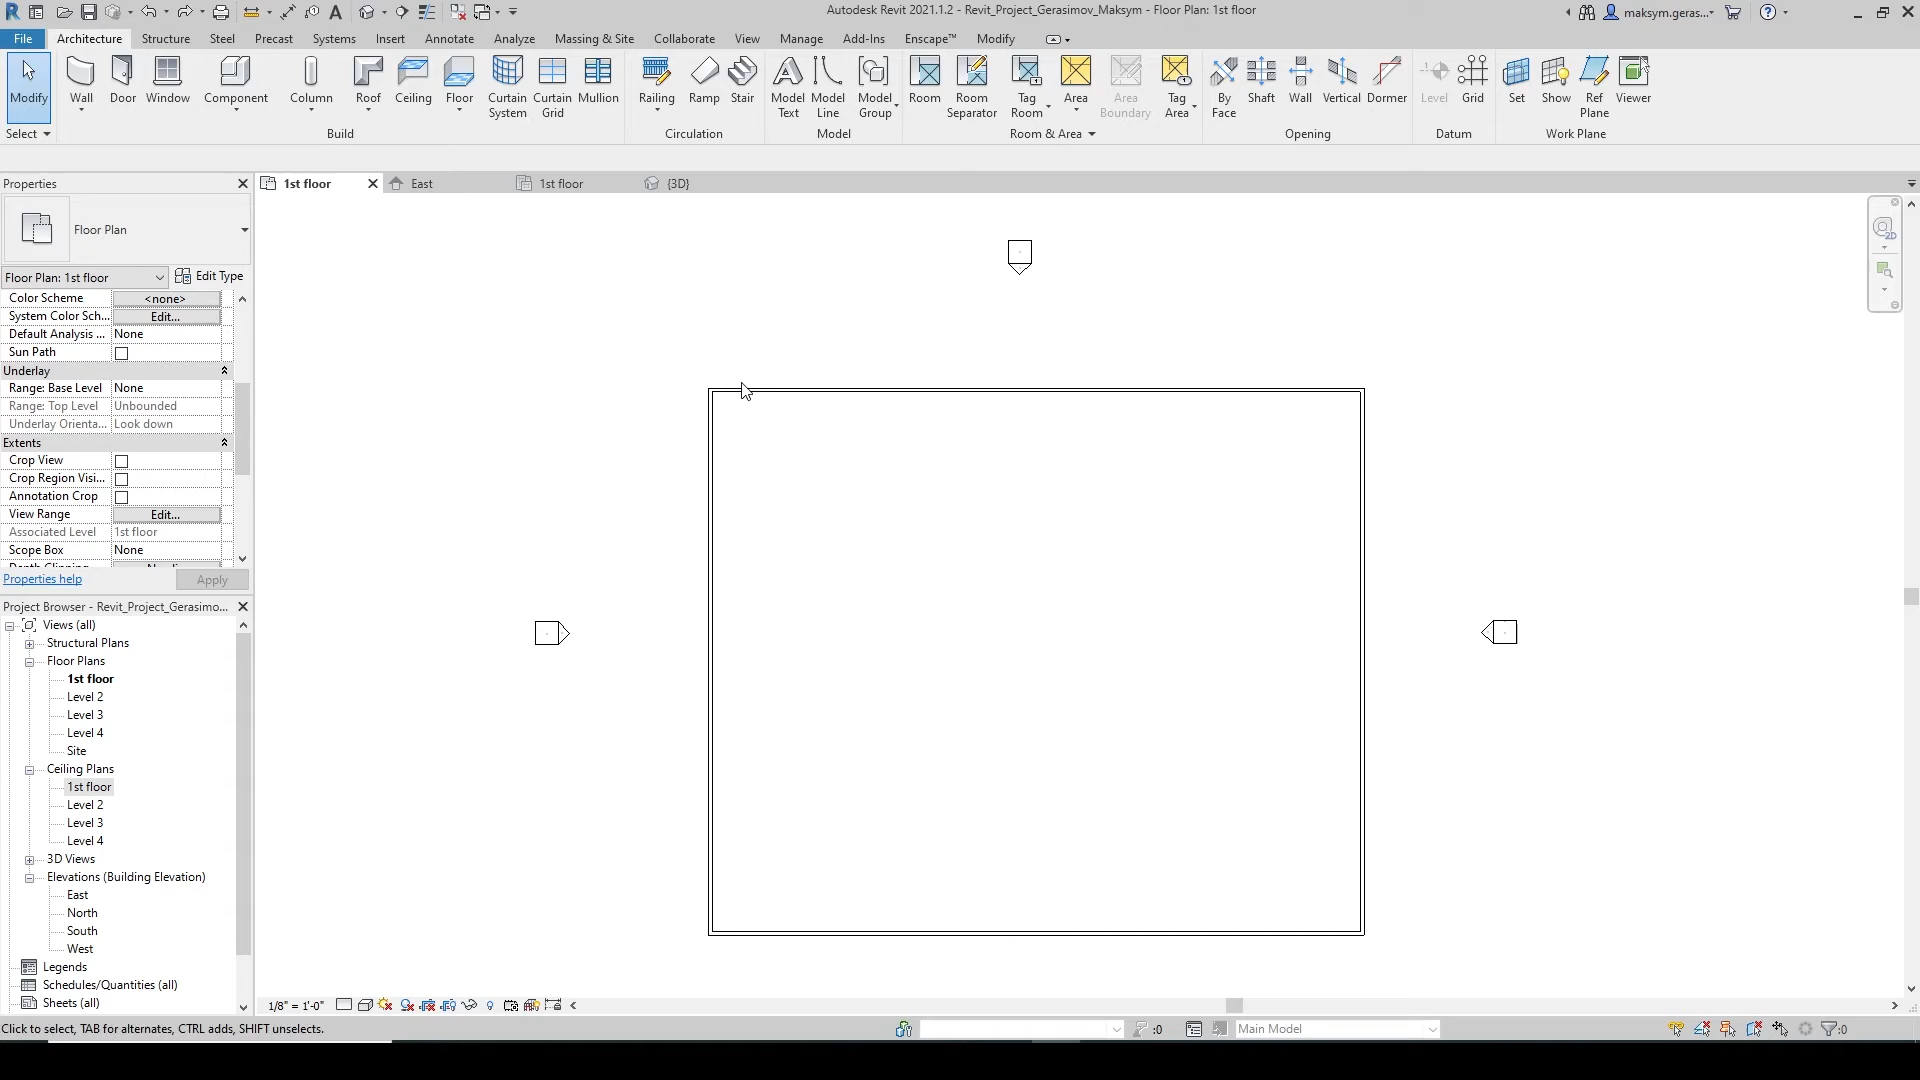 Autodesk Revit 2021.1.2 - Revit_Project_Gerasimov_Maksym - Floor Plan: 1st floor
maksym.geras...
File Architecture Structure Steel Precast Systems Insert Annotate Analyze Massing & Site Collaborate View Manage Add-Ins Enscape™ Modify
Modify Wall Door Window Component Column Roof Ceiling Floor Curtain System Curtain Grid Mullion Railing Ramp Stair Model Text Model Line Model Group Room Room Separator Tag Room Area Area Boundary Tag Area By Face Shaft Wall Vertical Dormer Level Grid Set Show Ref Plane Viewer
Select Build Circulation Model Room & Area Opening Datum Work Plane
Properties
1st floor East 1st floor {3D}
2D
Floor Plan
Floor Plan: 1st floor Edit Type
Color Scheme <none>
System Color Sch... Edit...
Default Analysis ... None
Sun Path
Underlay
Range: Base Level None
Range: Top Level Unbounded
Underlay Orienta... Look down
Extents
Crop View
Crop Region Visi...
Annotation Crop
View Range Edit...
Associated Level 1st floor
Scope Box None
Properties help Apply
Project Browser - Revit_Project_Gerasimo...
Views (all)
Structural Plans
Floor Plans
1st floor
Level 2
Level 3
Level 4
Site
Ceiling Plans
1st floor
Level 2
Level 3
Level 4
3D Views
Elevations (Building Elevation)
East
North
South
West
Legends
Schedules/Quantities (all)
Sheets (all)
1/8" = 1'-0"
Click to select, TAB for alternates, CTRL adds, SHIFT unselects.
:0
Main Model
:0